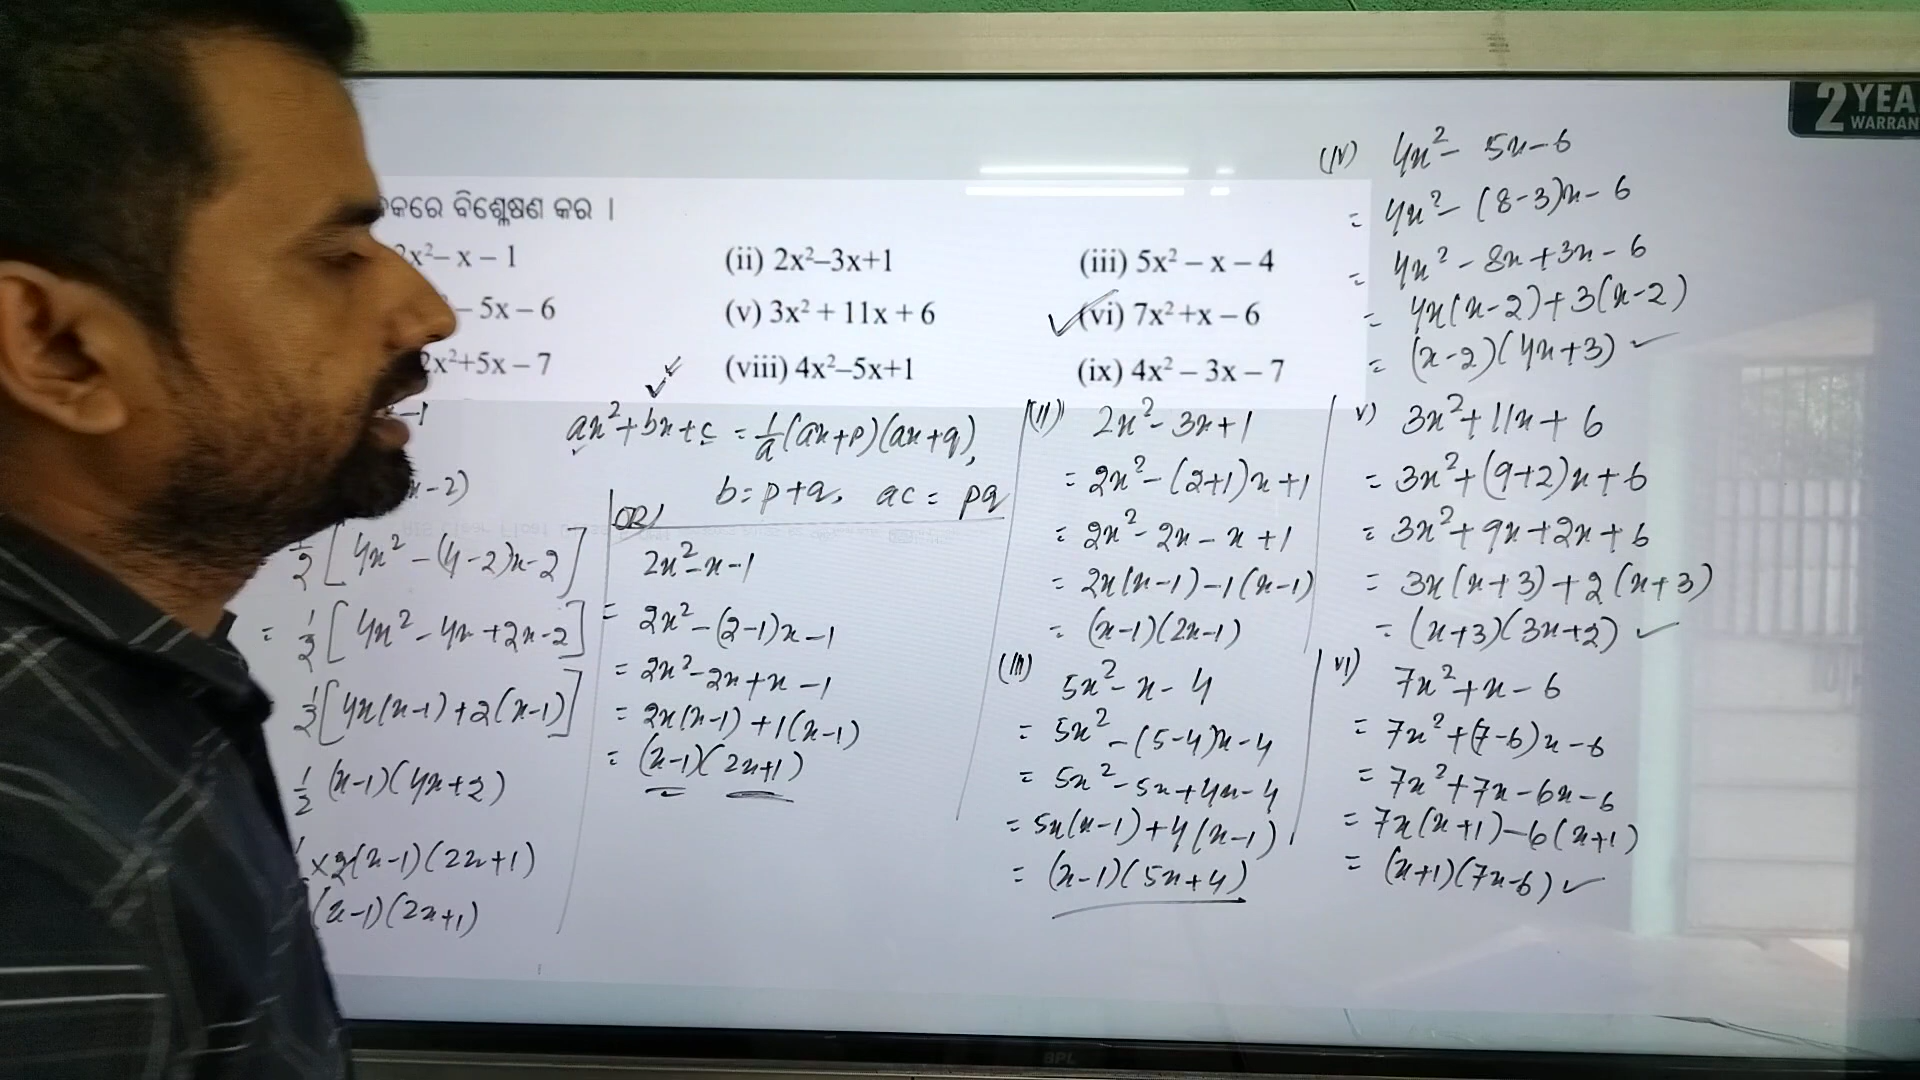 2 YEA
WARRAN
ବିଶ୍ଳେଷଣ କର ।
2x²– x – 1
(ii) 2x²–3x+1
(iii) 5x² – x – 4
– 5x – 6
(v) 3x² + 11x + 6
(vi) 7x²+x – 6
2x²+5x – 7
(viii) 4x²–5x+1
(ix) 4x² – 3x – 7
-1
x-2)
1/2 [4x² - (4-2)x-2]
= 1/2 [4x² - 4x + 2x - 2]
1/2 [4x(x-1) + 2(x-1)]
1/2 (x-1)(4x+2)
×2(x-1)(2x+1)
(x-1)(2x+1)
ax² + bx + c = 1/a (ax+p)(ax+q),
b = p+q, ac = pq
OR/
2x² - x - 1
= 2x² - (2-1)x - 1
= 2x² - 2x + x - 1
= 2x(x-1) + 1(x-1)
= (x-1)(2x+1)
(ii) 2x² - 3x + 1
= 2x² - (2+1)x + 1
= 2x² - 2x - x + 1
= 2x(x-1) - 1(x-1)
= (x-1)(2x-1)
(iii) 5x² - x - 4
= 5x² - (5-4)x - 4
= 5x² - 5x + 4x - 4
= 5x(x-1) + 4(x-1)
= (x-1)(5x+4)
(iv) 4x² - 5x - 6
= 4x² - (8-3)x - 6
= 4x² - 8x + 3x - 6
= 4x(x-2) + 3(x-2)
= (x-2)(4x+3)
v) 3x² + 11x + 6
= 3x² + (9+2)x + 6
= 3x² + 9x + 2x + 6
= 3x(x+3) + 2(x+3)
= (x+3)(3x+2)
vi) 7x² + x - 6
= 7x² + (7-6)x - 6
= 7x² + 7x - 6x - 6
= 7x(x+1) - 6(x+1)
= (x+1)(7x-6)
BPL